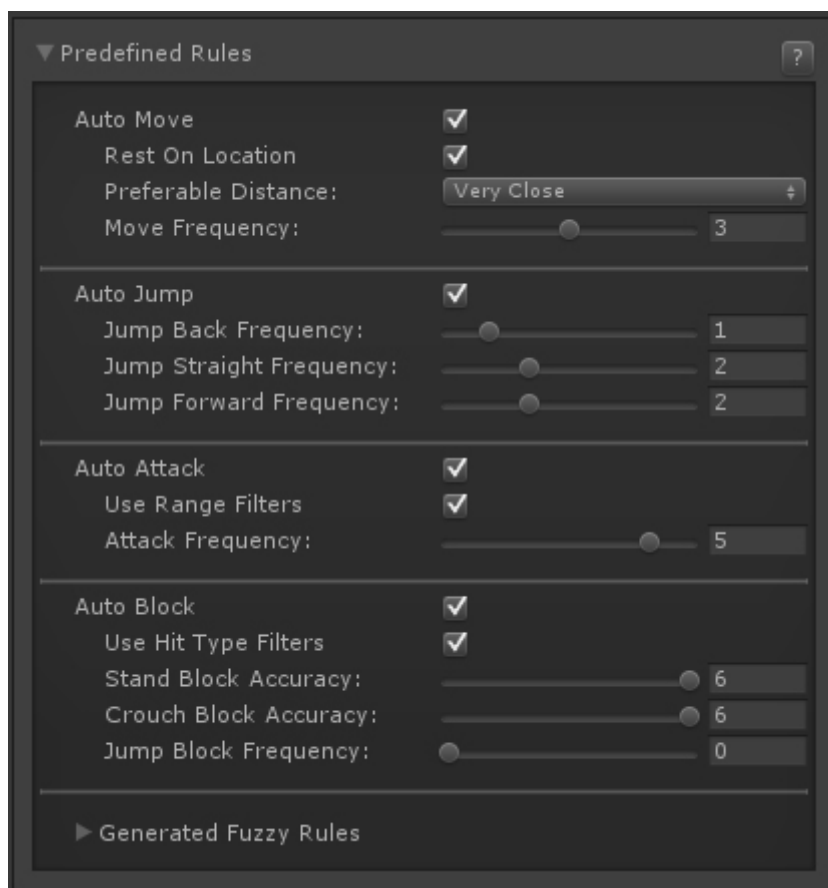 Predefined Rules ?
Auto Move
Rest On Location
Preferable Distance: Very Close
Move Frequency: 3
Auto Jump
Jump Back Frequency: 1
Jump Straight Frequency: 2
Jump Forward Frequency: 2
Auto Attack
Use Range Filters
Attack Frequency: 5
Auto Block
Use Hit Type Filters
Stand Block Accuracy: 6
Crouch Block Accuracy: 6
Jump Block Frequency: 0
Generated Fuzzy Rules